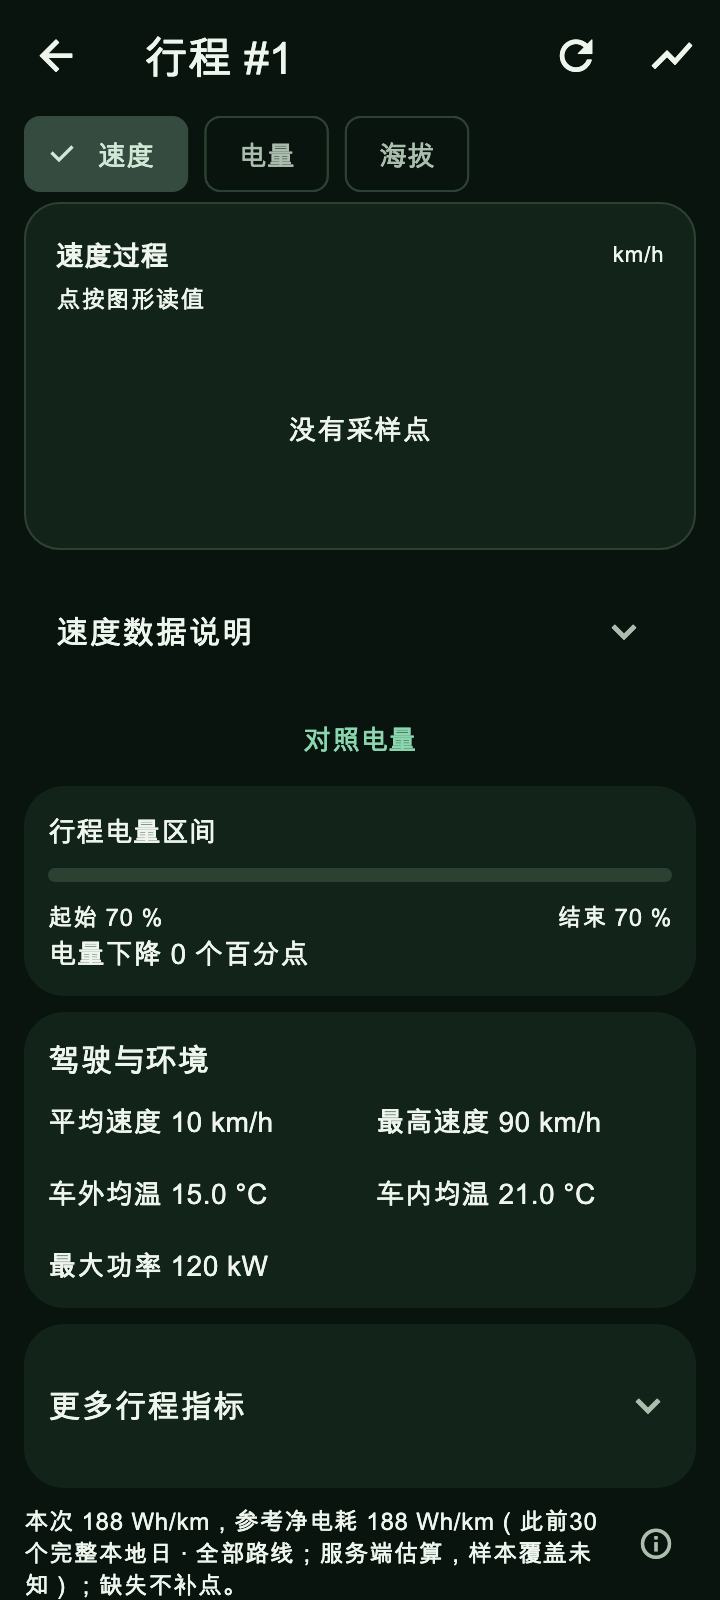 行程 #1
速度
电量
海拔
速度过程
km/h
点按图形读值
没有采样点
速度数据说明
对照电量
行程电量区间
起始 70 %
结束 70 %
电量下降 0 个百分点
驾驶与环境
平均速度 10 km/h
最高速度 90 km/h
车外均温 15.0 °C
车内均温 21.0 °C
最大功率 120 kW
更多行程指标
本次 188 Wh/km，参考净电耗 188 Wh/km（此前30
个完整本地日 · 全部路线；服务端估算，样本覆盖未
知）；缺失不补点。